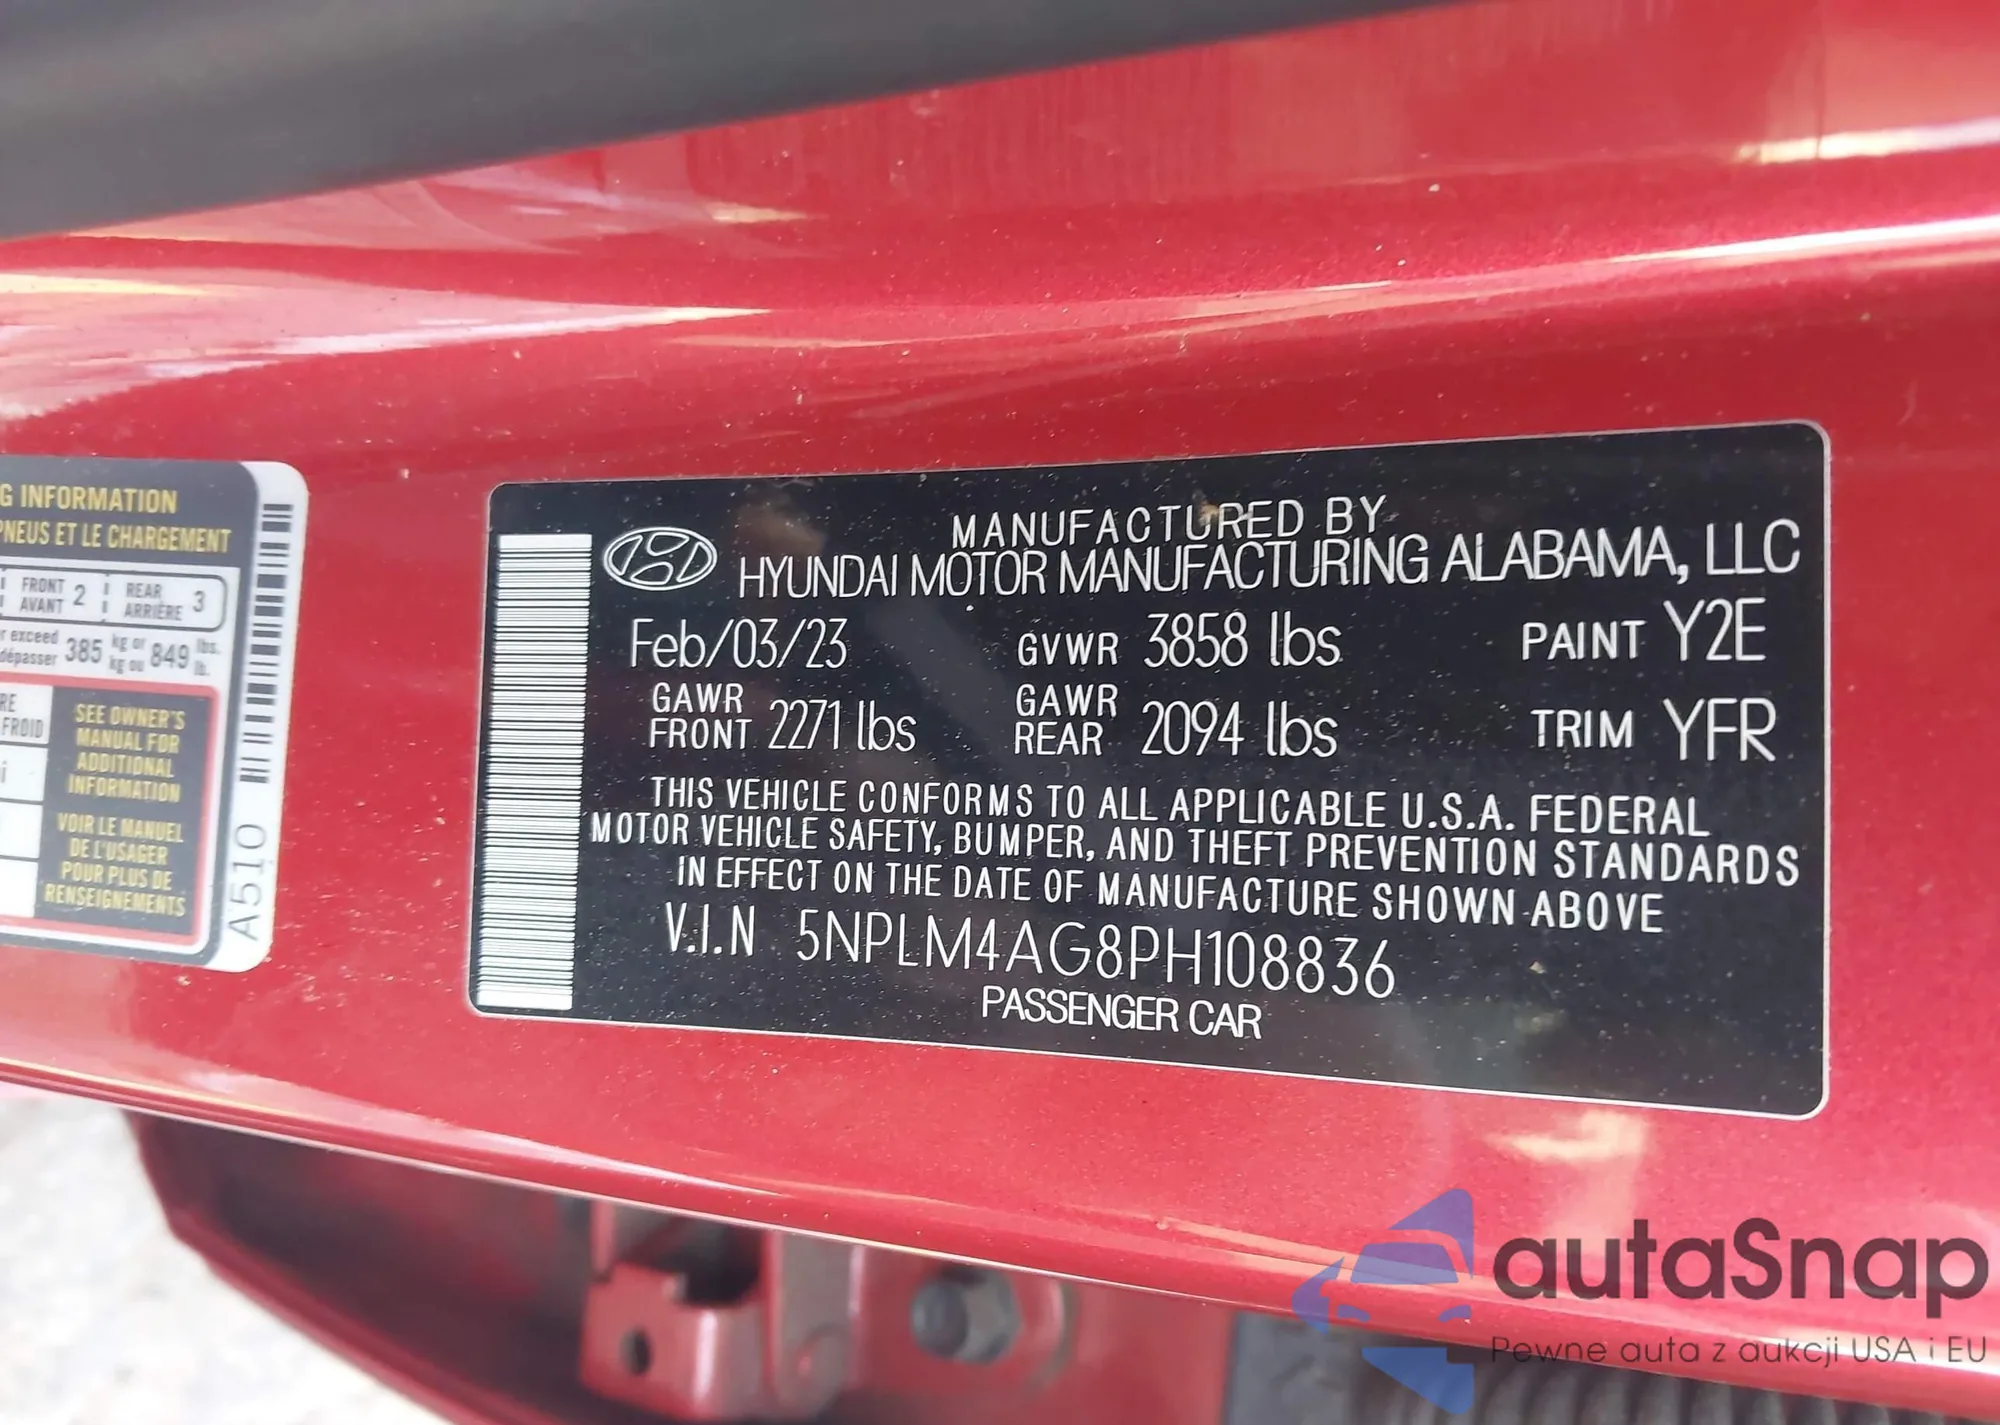 G INFORMATION
PNEUS ET LE CHARGEMENT
FRONT AVANT 2 REAR ARRIÈRE 3
r exceed 385 kg or 849 lbs.
dépasser kg ou lb.
RE
FROID
i
SEE OWNER'S
MANUAL FOR
ADDITIONAL
INFORMATION
VOIR LE MANUEL
DE L'USAGER
POUR PLUS DE
RENSEIGNEMENTS
A510
MANUFACTURED BY
HYUNDAI MOTOR MANUFACTURING ALABAMA, LLC
Feb/03/23 GVWR 3858 lbs PAINT Y2E
GAWR FRONT 2271 lbs GAWR REAR 2094 lbs TRIM YFR
THIS VEHICLE CONFORMS TO ALL APPLICABLE U.S.A. FEDERAL
MOTOR VEHICLE SAFETY, BUMPER, AND THEFT PREVENTION STANDARDS
IN EFFECT ON THE DATE OF MANUFACTURE SHOWN ABOVE
V.I.N 5NPLM4AG8PH108836
PASSENGER CAR
autaSnap
Pewne auta z aukcji USA i EU